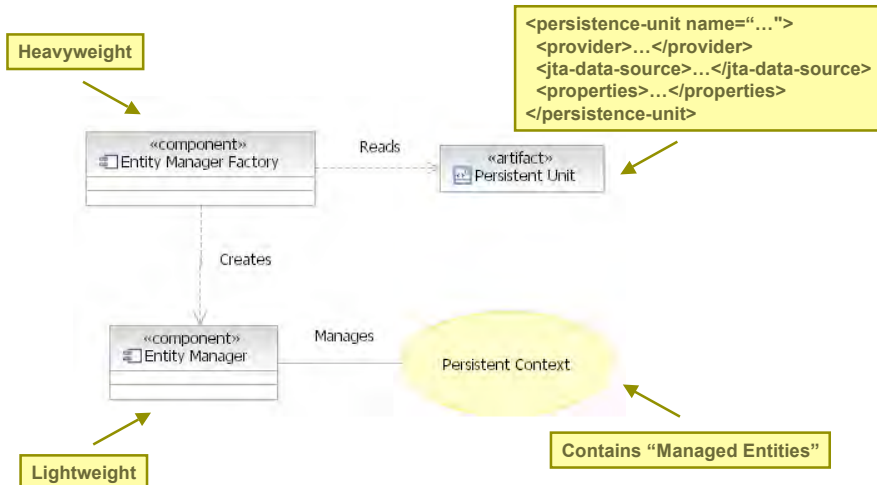 Heavyweight
<persistence-unit name=“…">
<provider>…</provider>
<jta-data-source>…</jta-data-source>
<properties>…</properties>
</persistence-unit>
«component»
Entity Manager Factory
Reads
«artifact»
Persistent Unit
Creates
«component»
Entity Manager
Manages
Persistent Context
Lightweight
Contains “Managed Entities”